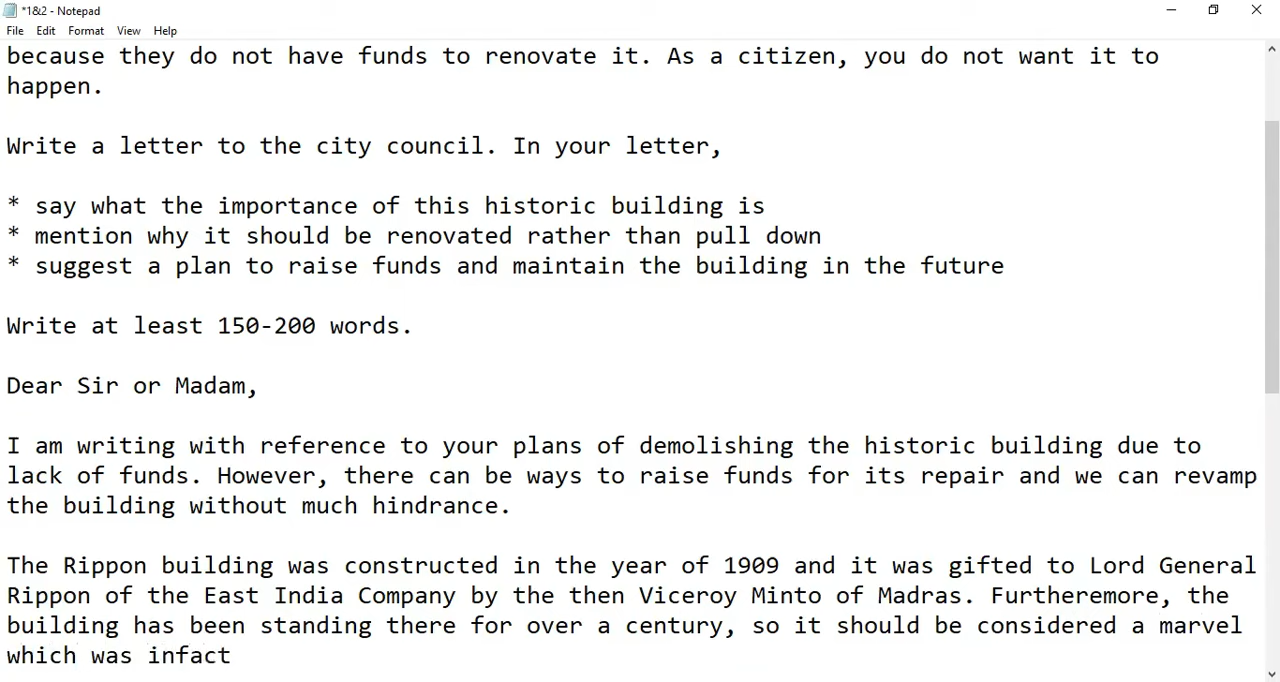 *1&2 - Notepad
File Edit Format View Help
because they do not have funds to renovate it. As a citizen, you do not want it to
happen.
Write a letter to the city council. In your letter,
* say what the importance of this historic building is
* mention why it should be renovated rather than pull down
* suggest a plan to raise funds and maintain the building in the future
Write at least 150-200 words.
Dear Sir or Madam,
I am writing with reference to your plans of demolishing the historic building due to
lack of funds. However, there can be ways to raise funds for its repair and we can revamp
the building without much hindrance.
The Rippon building was constructed in the year of 1909 and it was gifted to Lord General
Rippon of the East India Company by the then Viceroy Minto of Madras. Furtheremore, the
building has been standing there for over a century, so it should be considered a marvel
which was infact